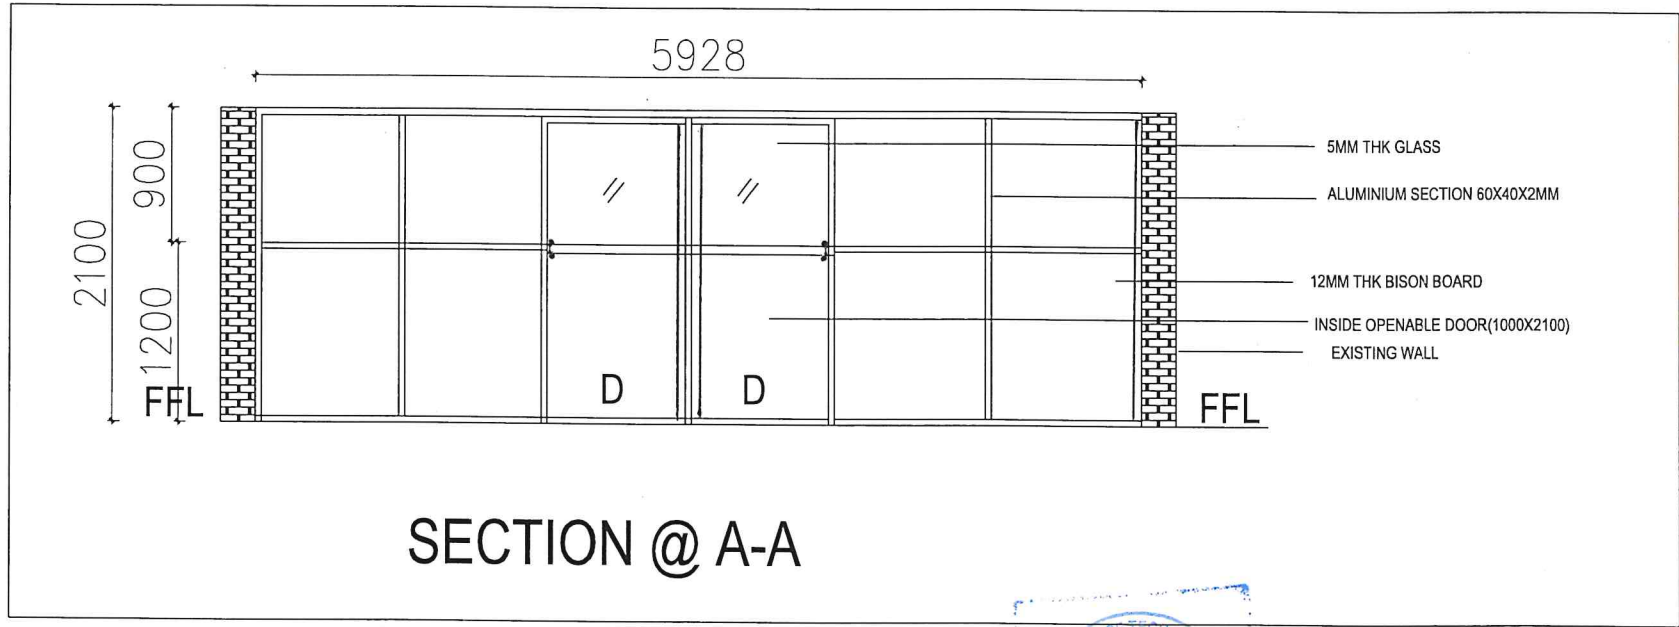 5928
5MM THK GLASS
ALUMINIUM SECTION 60X40X2MM
900
2100
1200
12MM THK BISON BOARD
INSIDE OPENABLE DOOR(1000X2100)
EXISTING WALL
D
D
FFL
FFL
SECTION @ A-A